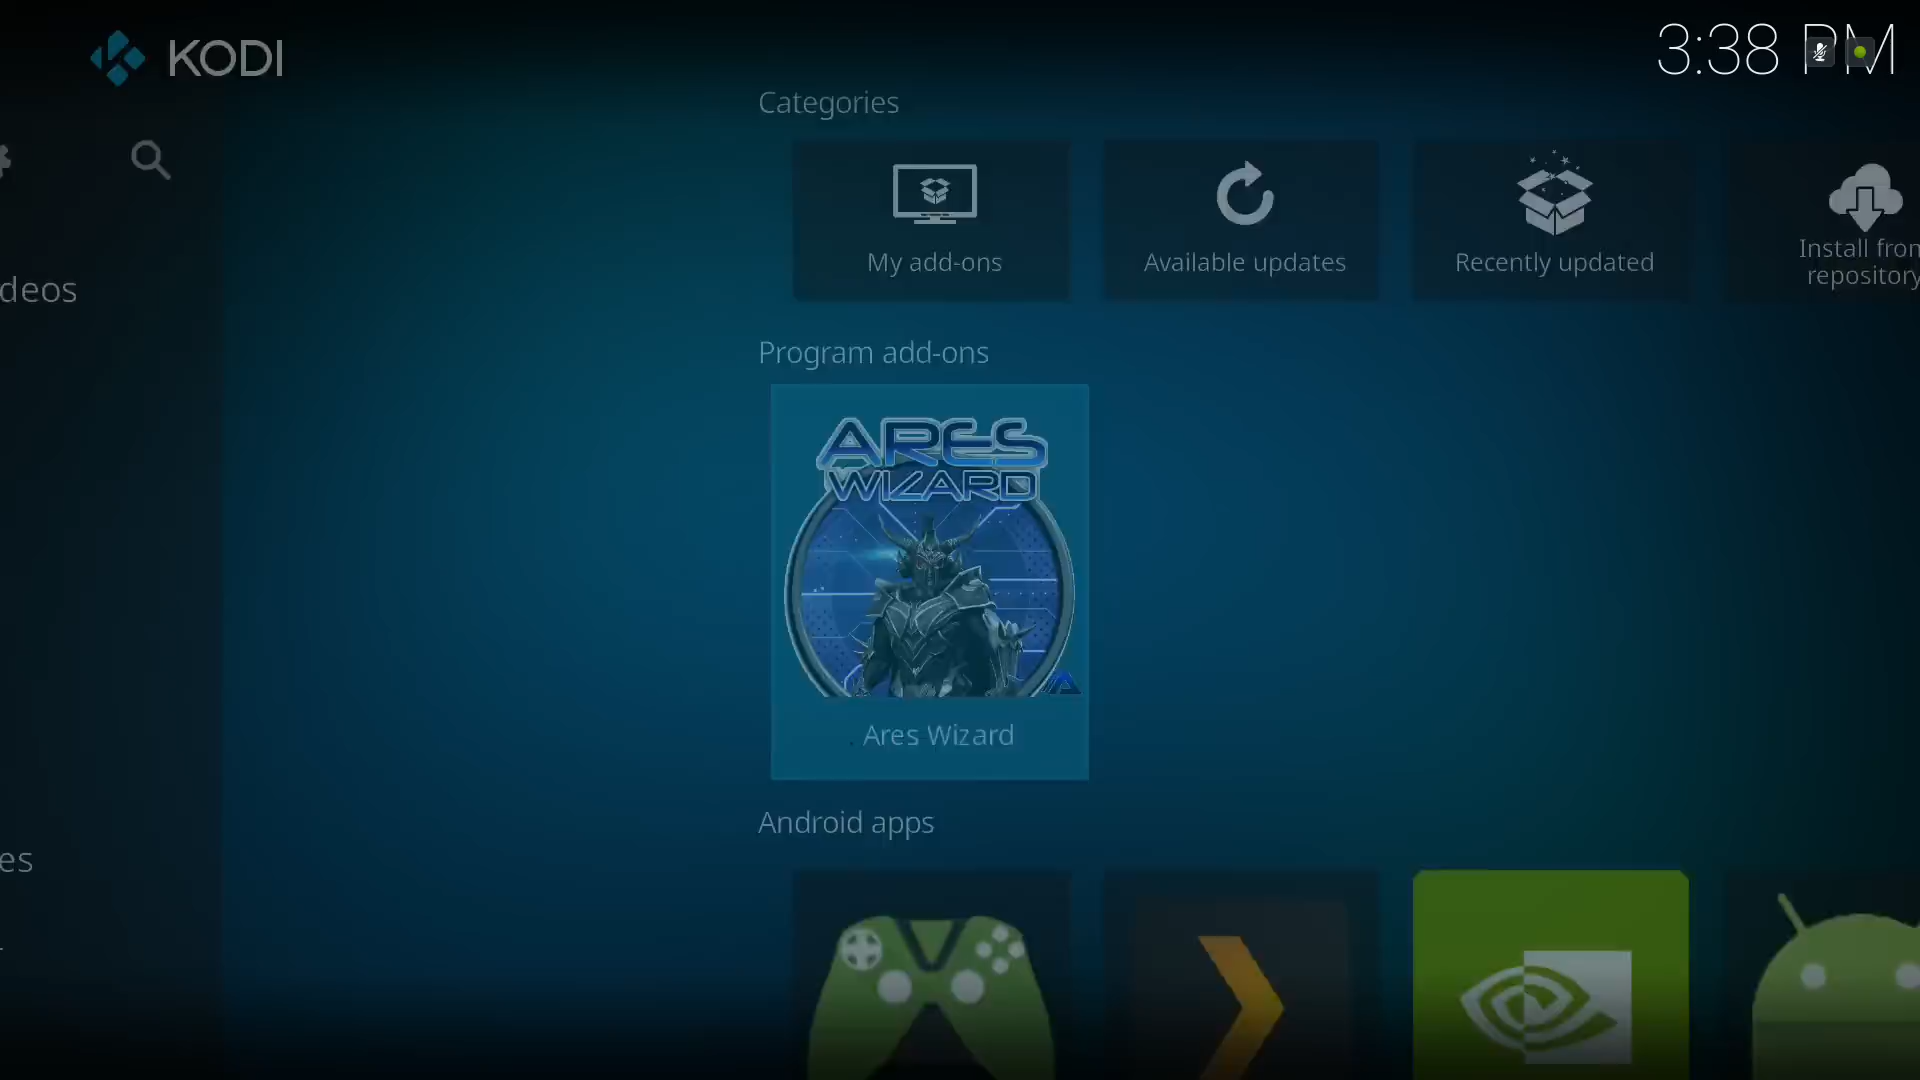 KODI
3:38 PM
Categories
deos
My add-ons
Available updates
Recently updated
Install from
repository
Program add-ons
ARES
WIZARD
Ares Wizard
Android apps
es